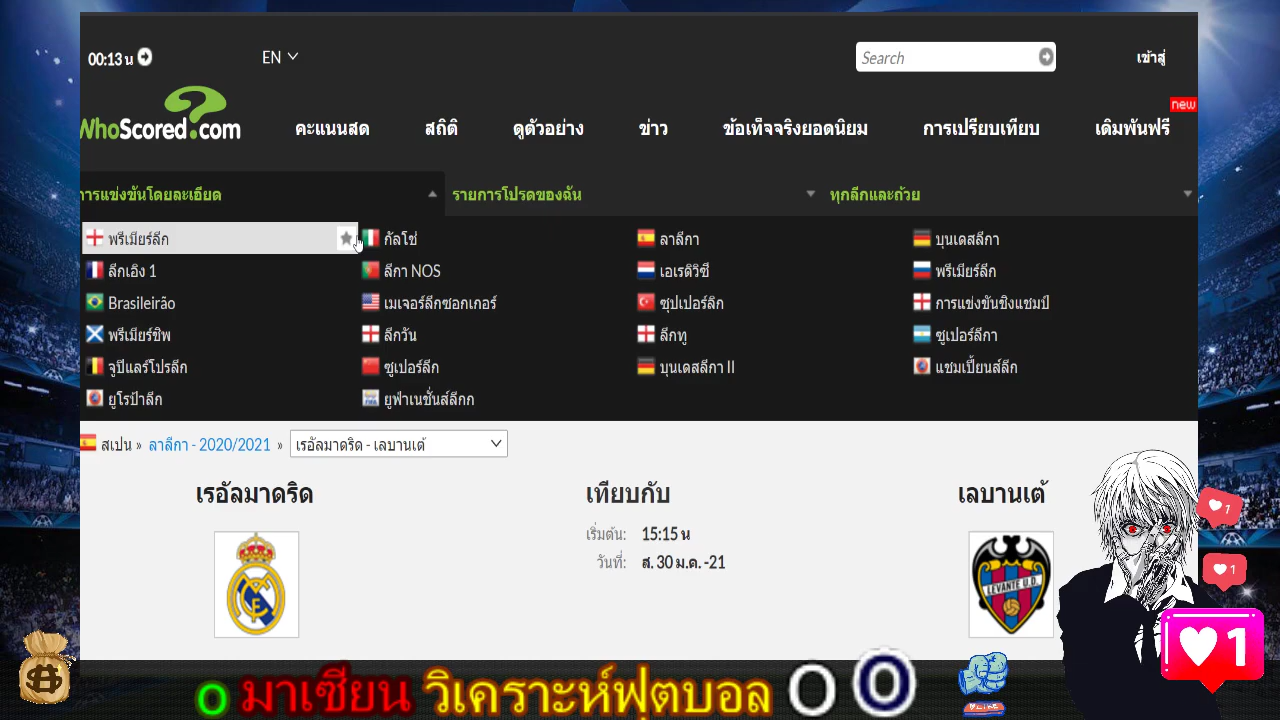 00:13 น
EN
Search
เข้าสู่
WhoScored.com
คะแนนสด
สถิติ
ดูตัวอย่าง
ข่าว
ข้อเท็จจริงยอดนิยม
การเปรียบเทียบ
new
เดิมพันฟรี
การแข่งขันโดยละเอียด
รายการโปรดของฉัน
ทุกลีกและถ้วย
พรีเมียร์ลีก
กัลโช่
ลาลีกา
บุนเดสลีกา
ลีกเอิง 1
ลีกา NOS
เอเรดิวิซี
พรีเมียร์ลีก
Brasileirão
เมเจอร์ลีกซอกเกอร์
ซุปเปอร์ลีก
การแข่งขันชิงแชมป์
พรีเมียร์ชิพ
ลีกวัน
ลีกทู
ซูเปอร์ลีกา
จูปิแลร์โปรลีก
ซูเปอร์ลีก
บุนเดสลีกา II
แชมเปี้ยนส์ลีก
ยูโรป้าลีก
ยูฟ่าเนชั่นส์ลีกก
สเปน » ลาลีกา - 2020/2021 » เรอัลมาดริด - เลบานเต้
เรอัลมาดริด
เทียบกับ
เลบานเต้
เริ่มต้น: 15:15 น
วันที่: ส. 30 ม.ค. -21
LEVANTE U.D.
1
1
1
o มาเซียน วิเคราะห์ฟุตบอล O O